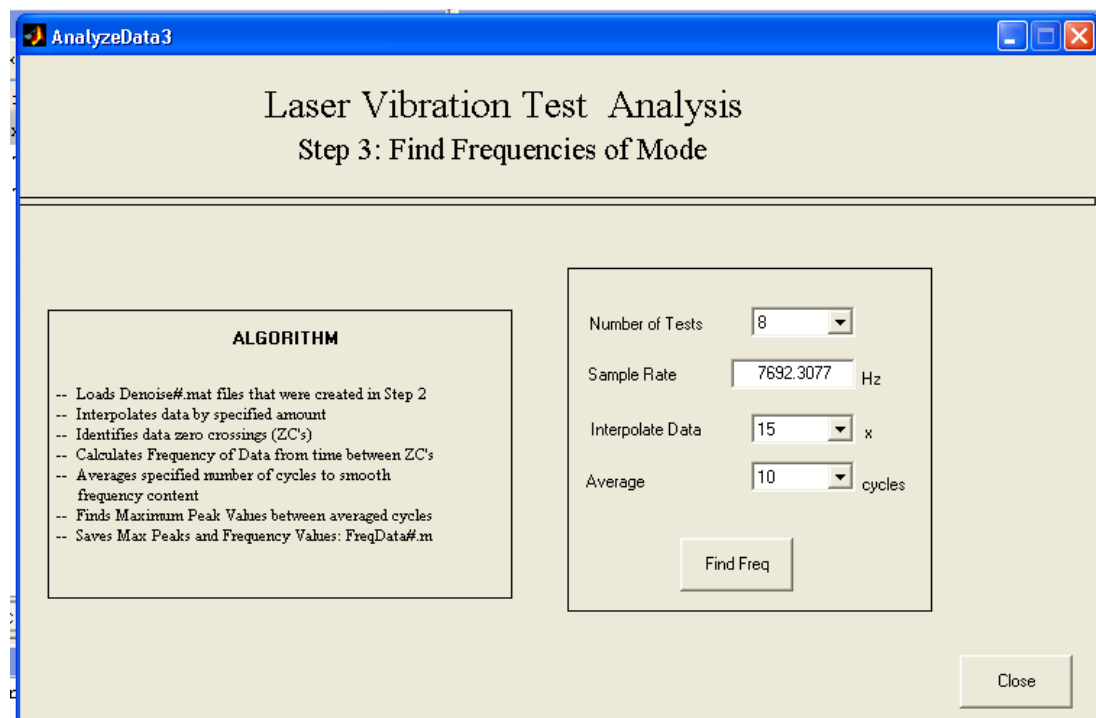 AnalyzeData3
Laser Vibration Test Analysis
Step 3: Find Frequencies of Mode
ALGORITHM
-- Loads Denoise#.mat files that were created in Step 2
-- Interpolates data by specified amount
-- Identifies data zero crossings (ZC's)
-- Calculates Frequency of Data from time between ZC's
-- Averages specified number of cycles to smooth
frequency content
-- Finds Maximum Peak Values between averaged cycles
-- Saves Max Peaks and Frequency Values: FreqData#.m
Number of Tests 8
Sample Rate 7692.3077 Hz
Interpolate Data 15 x
Average 10 cycles
Find Freq
Close